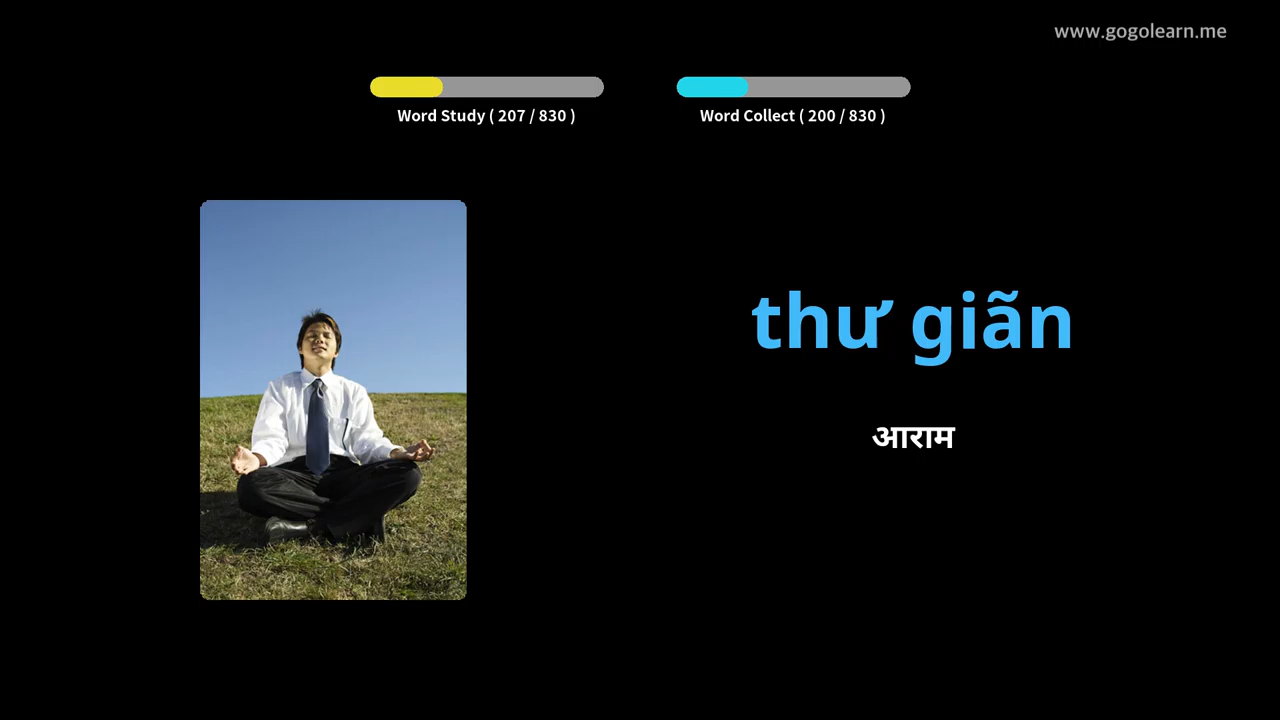 www.gogolearn.me
Word Study ( 207 / 830 )
Word Collect ( 200 / 830 )
thư giãn
आराम